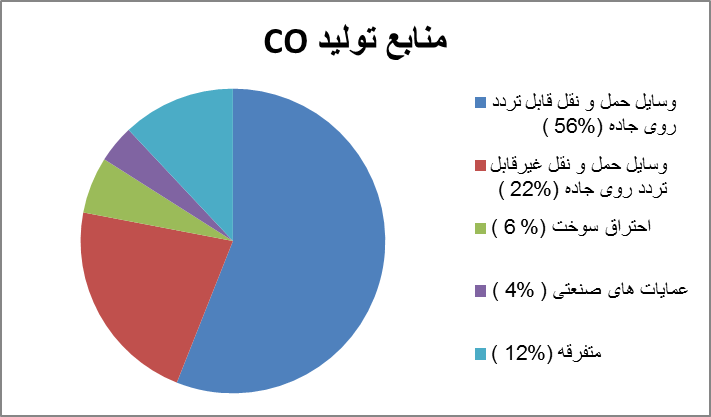 منابع تولید CO
وسایل حمل و نقل قابل تردد
روی جاده (56% )
وسایل حمل و نقل غیرقابل
تردد روی جاده (22% )
احتراق سوخت (% 6 )
عمایات های صنعتی ( 4% )
متفرقه (12% )